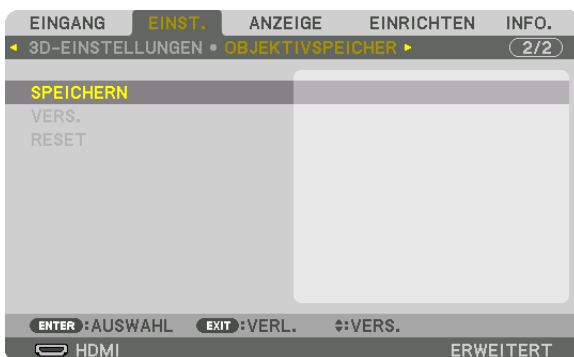 EINGANG EINST. ANZEIGE EINRICHTEN INFO.
3D-EINSTELLUNGEN • OBJEKTIVSPEICHER 2/2
SPEICHERN
VERS.
RESET
ENTER :AUSWAHL EXIT :VERL. :VERS.
HDMI ERWEITERT